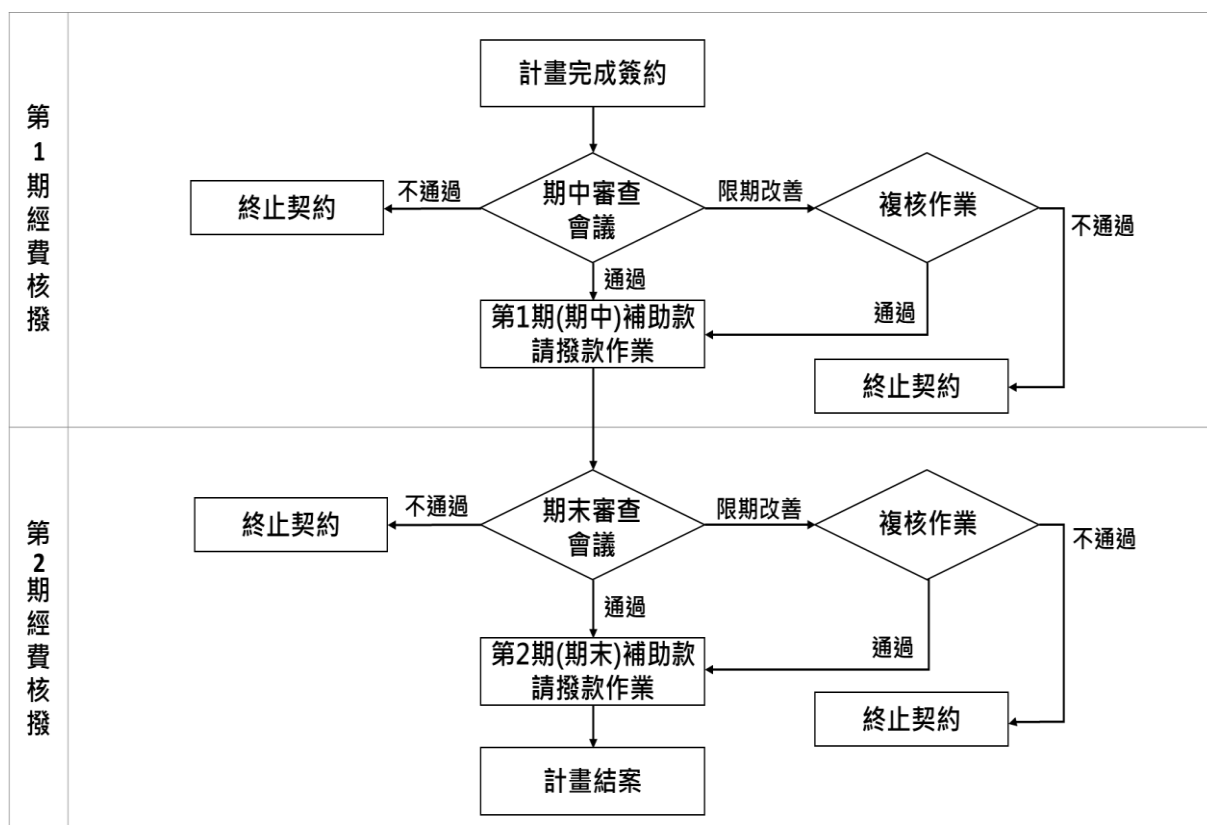 第1期經費核撥
計畫完成簽約
期中審查
會議
不通過
終止契約
限期改善
複核作業
不通過
通過
通過
第1期(期中)補助款
請撥款作業
終止契約
第2期經費核撥
期末審查
會議
不通過
終止契約
限期改善
複核作業
不通過
通過
通過
第2期(期末)補助款
請撥款作業
終止契約
計畫結案